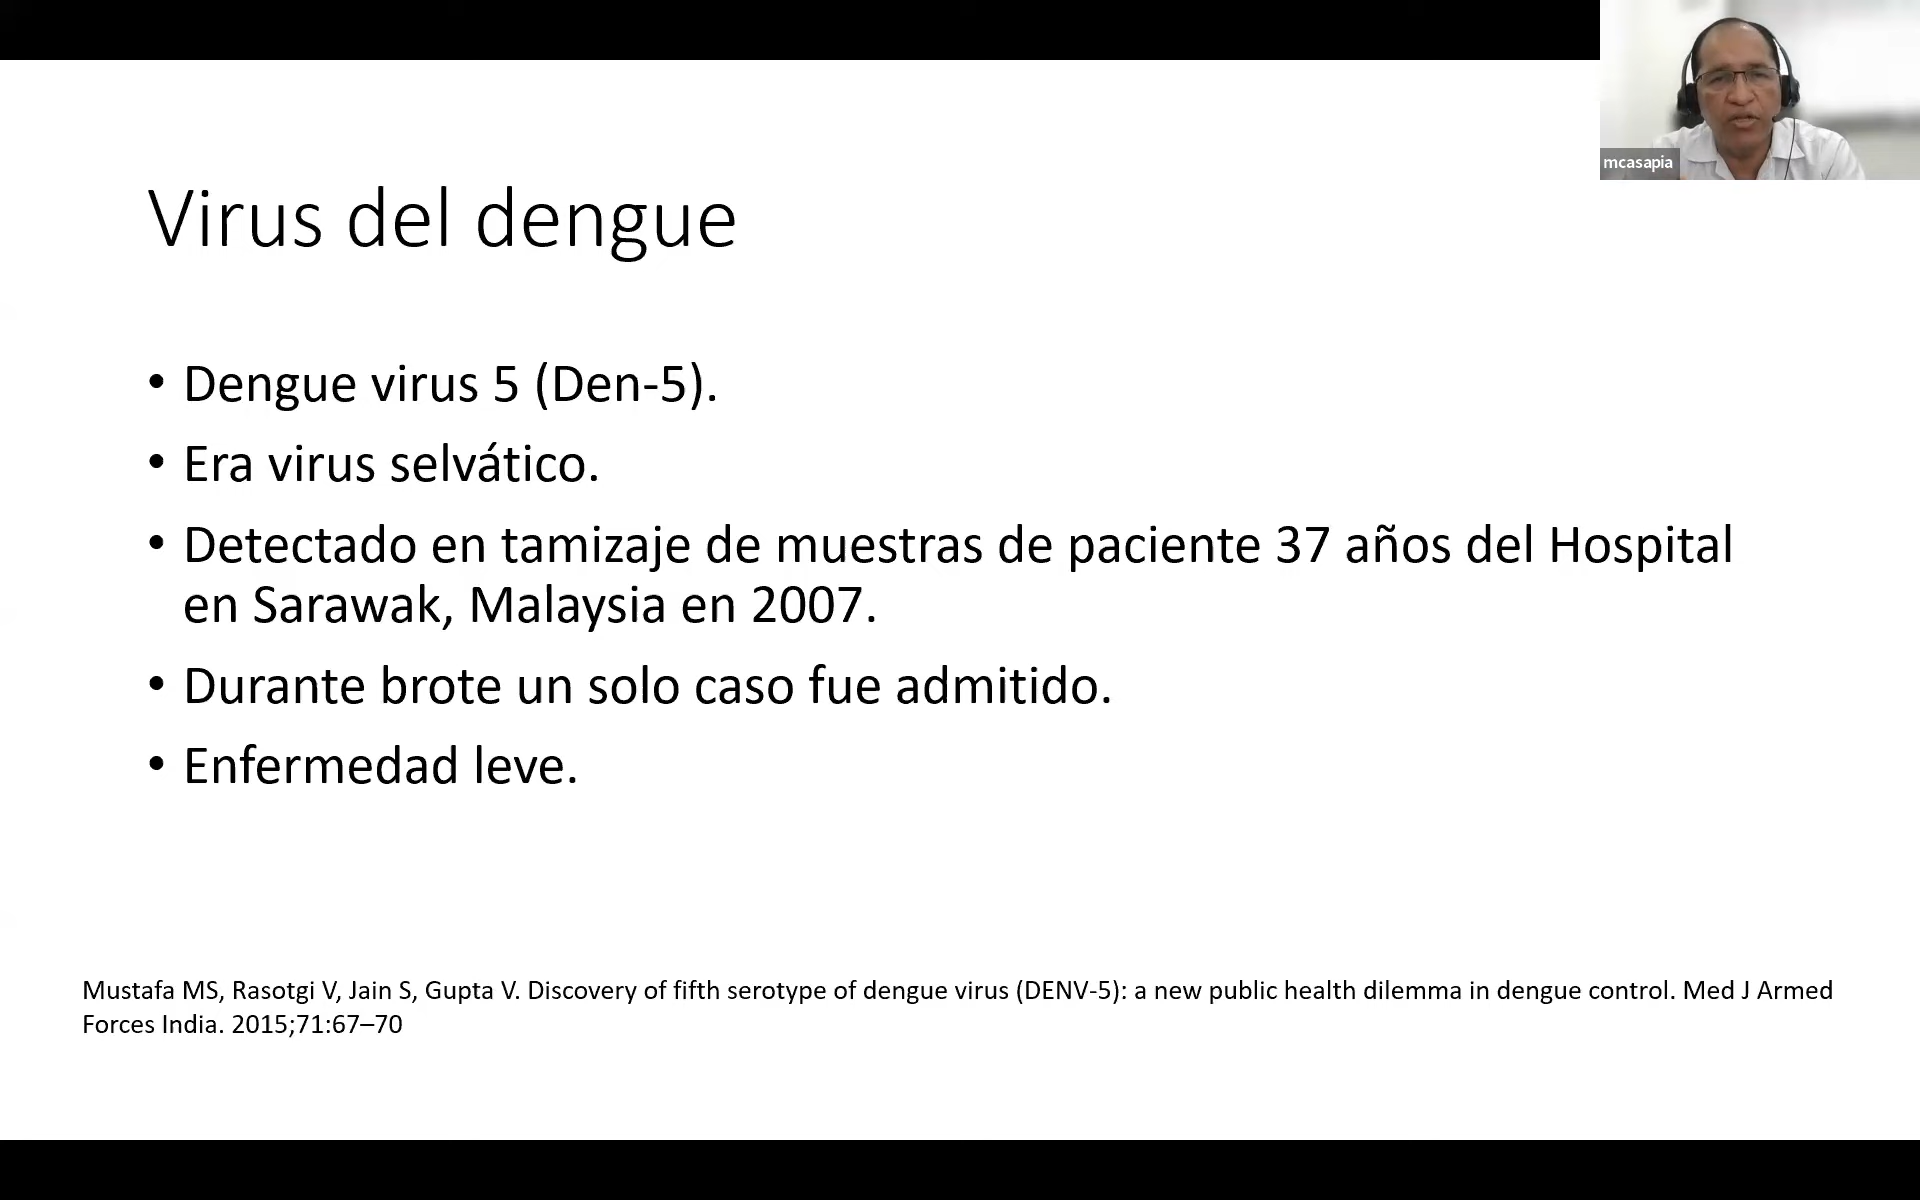 mcasapia
Virus del dengue
• Dengue virus 5 (Den-5).
• Era virus selvático.
• Detectado en tamizaje de muestras de paciente 37 años del Hospital
en Sarawak, Malaysia en 2007.
• Durante brote un solo caso fue admitido.
• Enfermedad leve.
Mustafa MS, Rasotgi V, Jain S, Gupta V. Discovery of fifth serotype of dengue virus (DENV-5): a new public health dilemma in dengue control. Med J Armed
Forces India. 2015;71:67–70